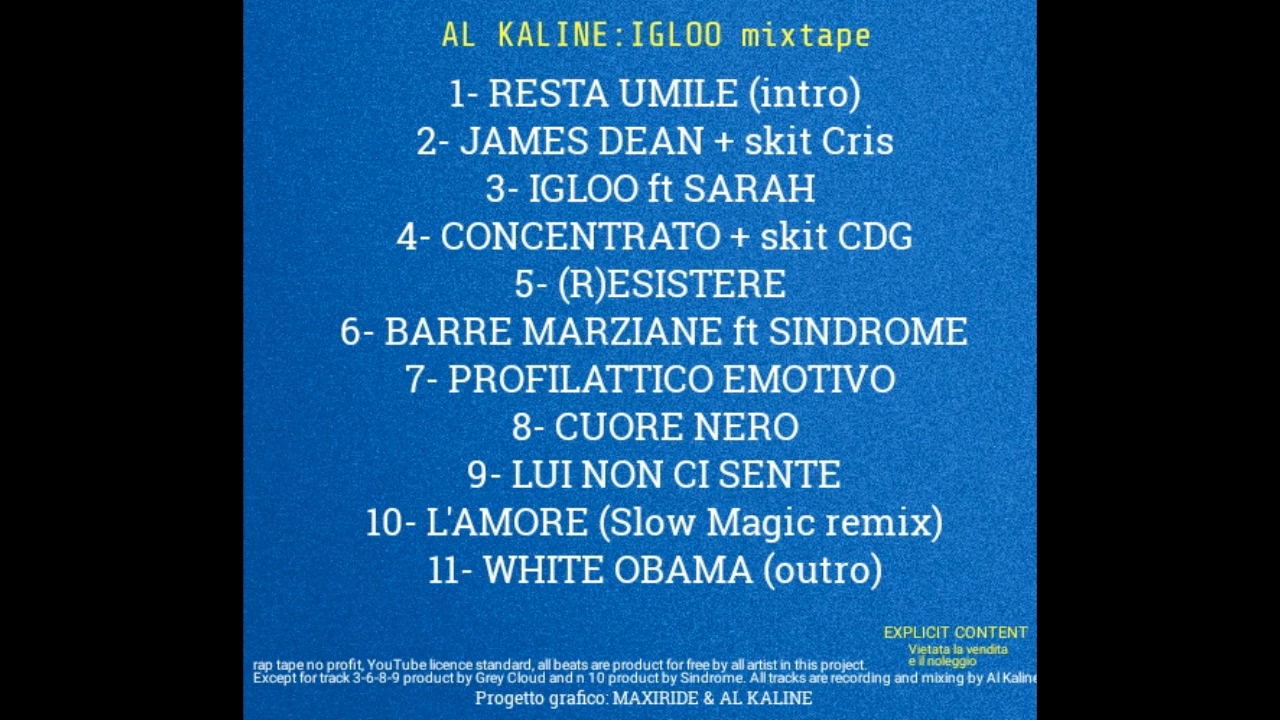 AL KALINE:IGLOO mixtape
1- RESTA UMILE (intro)
2- JAMES DEAN + skit Cris
3- IGLOO ft SARAH
4- CONCENTRATO + skit CDG
5- (R)ESISTERE
6- BARRE MARZIANE ft SINDROME
7- PROFILATTICO EMOTIVO
8- CUORE NERO
9- LUI NON CI SENTE
10- L'AMORE (Slow Magic remix)
11- WHITE OBAMA (outro)
EXPLICIT CONTENT
Vietata la vendita
e il noleggio
rap tape no profit, YouTube licence standard, all beats are product for free by all artist in this project.
Except for track 3-6-8-9 product by Grey Cloud and n 10 product by Sindrome. All tracks are recording and mixing by Al Kaline
Progetto grafico: MAXIRIDE & AL KALINE